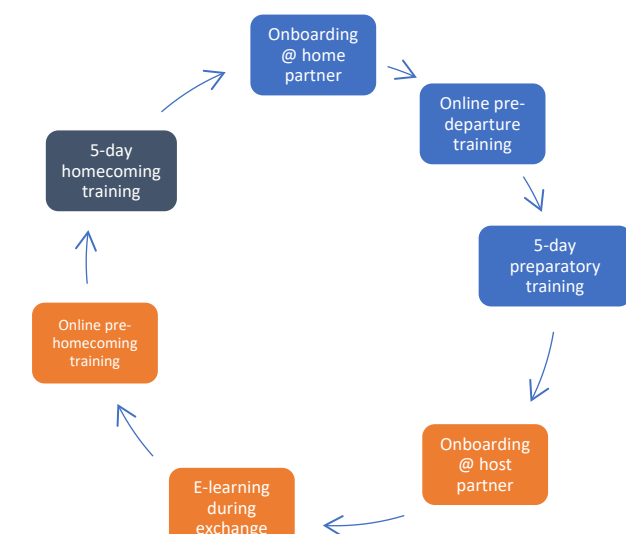 Onboarding
@ home
partner
Online pre-
departure
training
5-day
preparatory
training
Onboarding
@ host
partner
E-learning
during
exchange
Online pre-
homecoming
training
5-day
homecoming
training